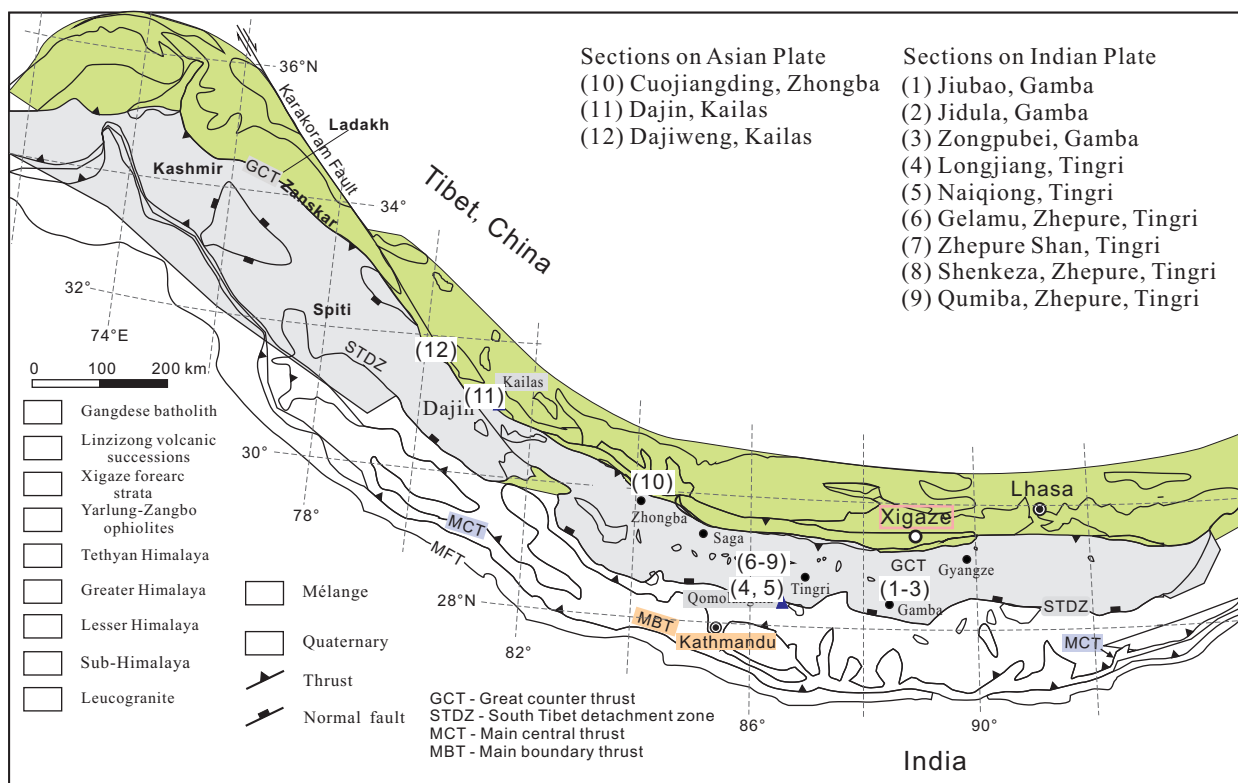 Sections on Asian Plate
(10) Cuojiangding, Zhongba
(11) Dajin, Kailas
(12) Dajiweng, Kailas
Sections on Indian Plate
(1) Jiubao, Gamba
(2) Jidula, Gamba
(3) Zongpubei, Gamba
(4) Longjiang, Tingri
(5) Naiqiong, Tingri
(6) Gelamu, Zhepure, Tingri
(7) Zhepure Shan, Tingri
(8) Shenkeza, Zhepure, Tingri
(9) Qumiba, Zhepure, Tingri
36°N
Karakoram Fault
Ladakh
Kashmir
GCT
Zanskar
34°
Tibet, China
32°
74°E
Spiti
STDZ
(12)
(11)
Kailas
Dajin
30°
78°
(10)
Zhongba
Saga
Xigaze
Lhasa
GCT
Gyangze
(6-9)
(4, 5)
Tingri
(1-3)
Gamba
STDZ
MCT
MFT
28°N
MBT
Kathmandu
MCT
82°
86°
90°
India
0 100 200 km
Gangdese batholith
Linzizong volcanic
successions
Xigaze forearc
strata
Yarlung-Zangbo
ophiolites
Tethyan Himalaya
Greater Himalaya
Lesser Himalaya
Sub-Himalaya
Leucogranite
Mélange
Quaternary
Thrust
Normal fault
GCT - Great counter thrust
STDZ - South Tibet detachment zone
MCT - Main central thrust
MBT - Main boundary thrust